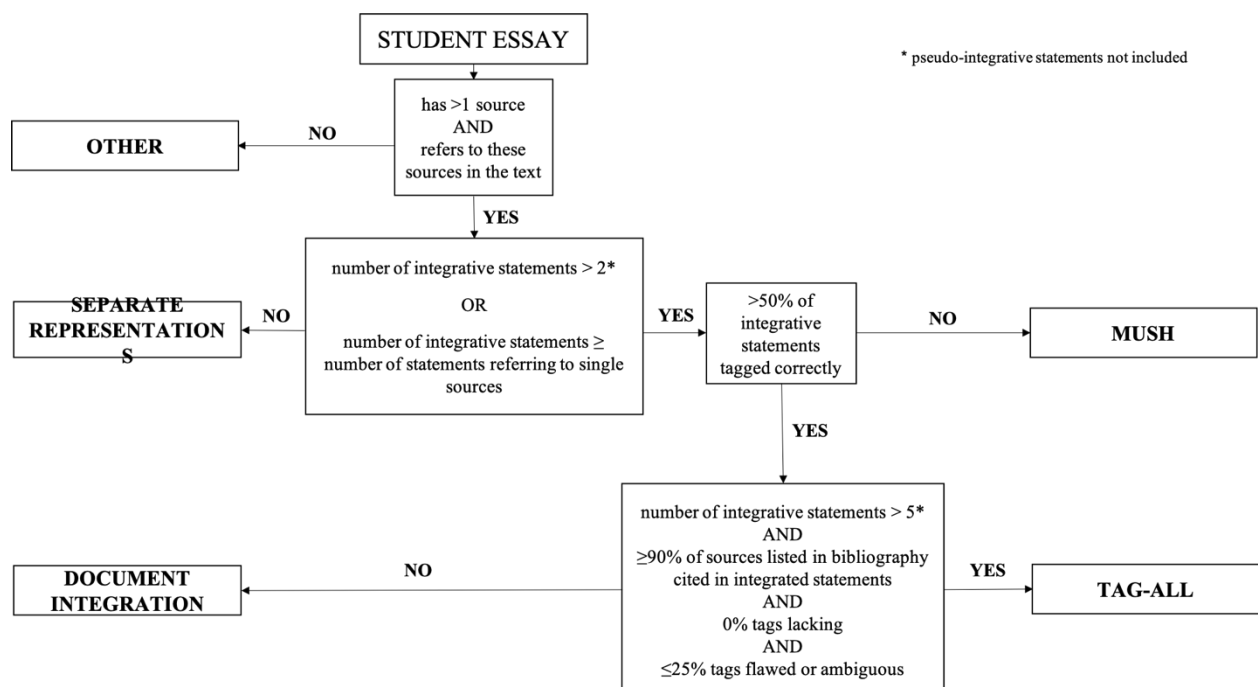 STUDENT ESSAY
* pseudo-integrative statements not included
has >1 source
AND
refers to these
sources in the text
NO
OTHER
YES
number of integrative statements > 2*
OR
number of integrative statements ≥
number of statements referring to single
sources
NO
SEPARATE
REPRESENTATION
S
YES
>50% of
integrative
statements
tagged correctly
NO
MUSH
YES
number of integrative statements > 5*
AND
≥90% of sources listed in bibliography
cited in integrated statements
AND
0% tags lacking
AND
≤25% tags flawed or ambiguous
NO
DOCUMENT
INTEGRATION
YES
TAG-ALL